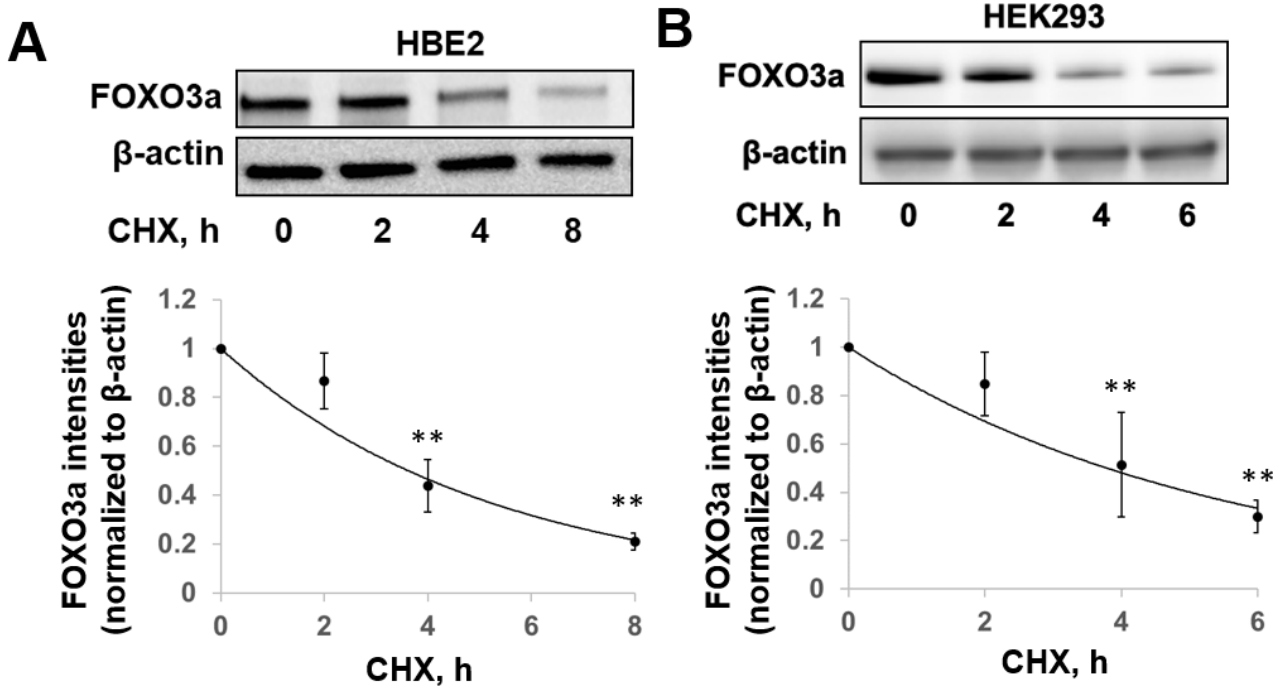 A
HBE2
FOXO3a
β-actin
CHX, h 0 2 4 8
FOXO3a intensities
(normalized to β-actin)
1.2
1
0.8
0.6
0.4
0.2
0
**
**
0 2 4 6 8
CHX, h
B
HEK293
FOXO3a
β-actin
CHX, h 0 2 4 6
FOXO3a intensities
(normalized to β-actin)
1.2
1
0.8
0.6
0.4
0.2
0
**
**
0 2 4 6
CHX, h